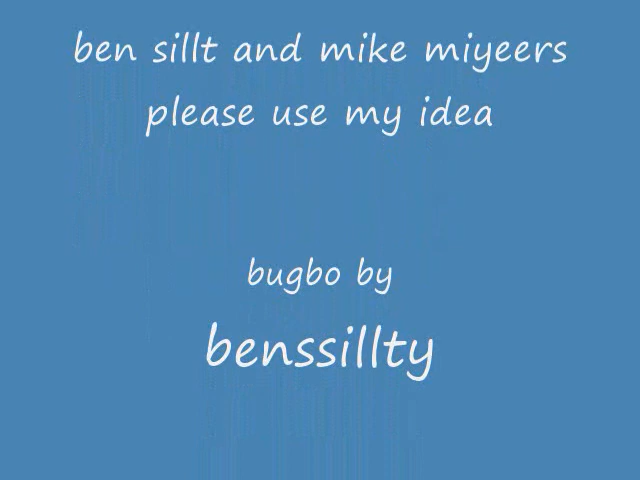 ben sillt and mike miyeers
please use my idea
bugbo by
benssillty